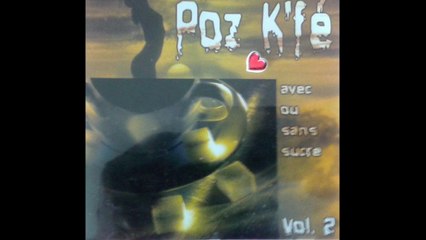 Poz K'fé
avec
ou
sans
sucre
Vol. 2